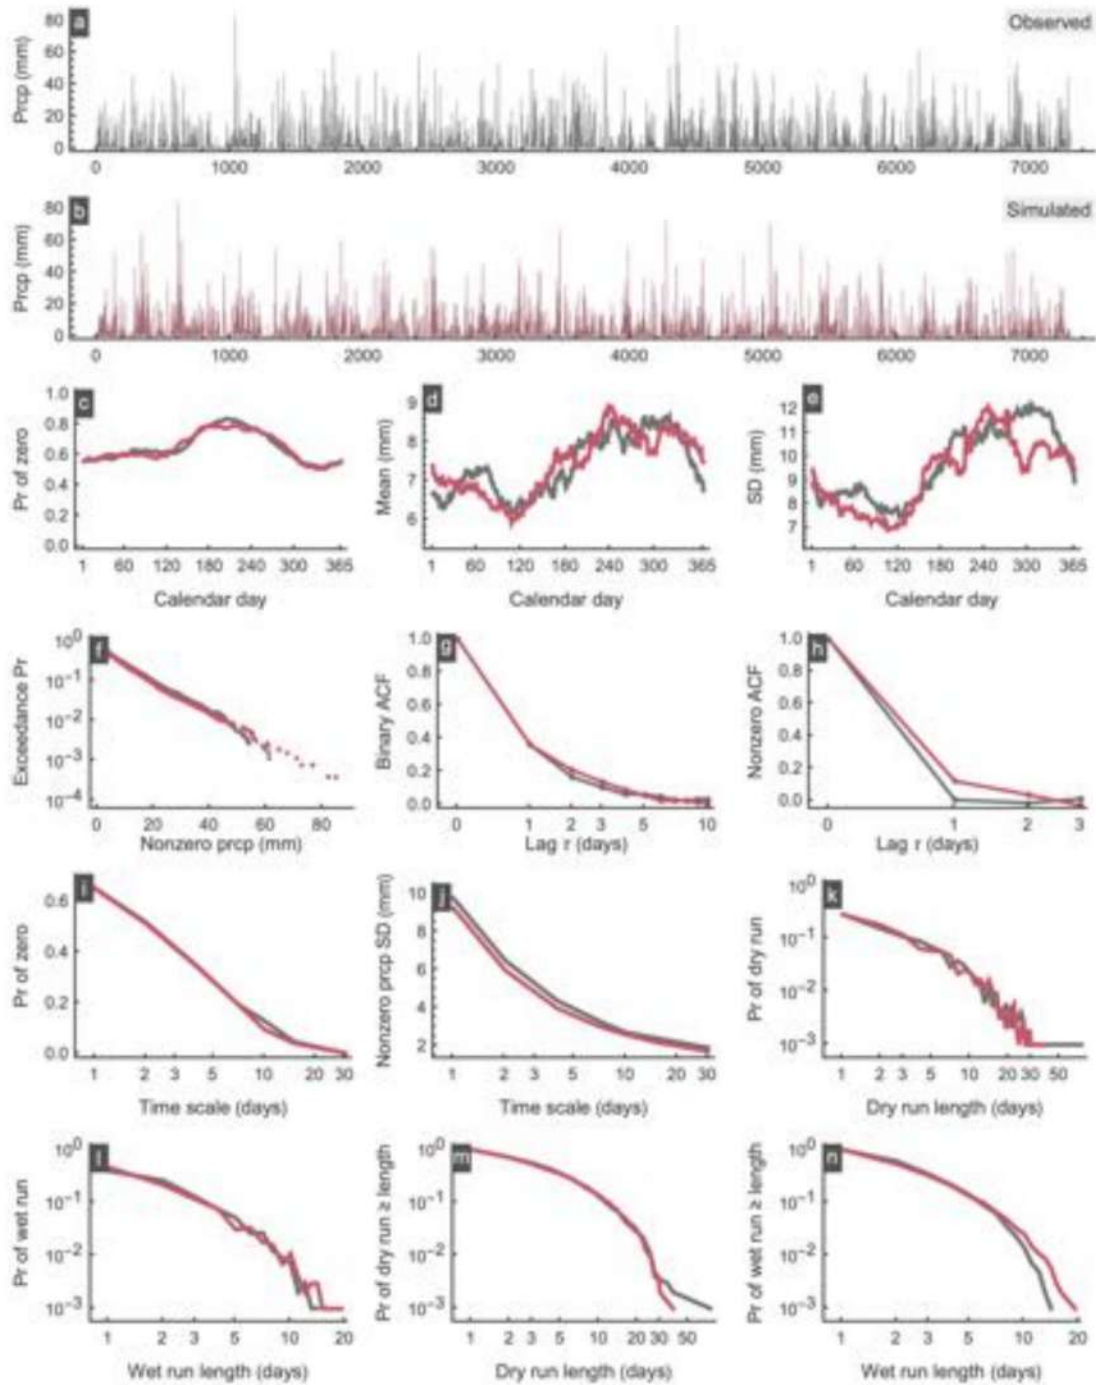 a
Observed
Prcp (mm)
80
60
40
20
0
0 1000 2000 3000 4000 5000 6000 7000
b
Simulated
Prcp (mm)
80
60
40
20
0
0 1000 2000 3000 4000 5000 6000 7000
c
Pr of zero
1.0
0.8
0.6
0.4
0.2
0.0
1 60 120 180 240 300 365
Calendar day
d
Mean (mm)
9
8
7
6
1 60 120 180 240 300 365
Calendar day
e
SD (mm)
12
11
10
9
8
7
1 60 120 180 240 300 365
Calendar day
f
Exceedance Pr
10^0
10^-1
10^-2
10^-3
10^-4
0 20 40 60 80
Nonzero prcp (mm)
g
Binary ACF
1.0
0.8
0.6
0.4
0.2
0.0
0 1 2 3 5 10
Lag τ (days)
h
Nonzero ACF
1.0
0.8
0.6
0.4
0.2
0.0
0 1 2 3
Lag τ (days)
i
Pr of zero
0.6
0.4
0.2
0.0
1 2 3 5 10 20 30
Time scale (days)
j
Nonzero prcp SD (mm)
10
8
6
4
2
1 2 3 5 10 20 30
Time scale (days)
k
Pr of dry run
10^0
10^-1
10^-2
10^-3
1 2 3 5 10 20 30 50
Dry run length (days)
l
Pr of wet run
10^0
10^-1
10^-2
10^-3
1 2 3 5 10 20
Wet run length (days)
m
Pr of dry run ≥ length
10^0
10^-1
10^-2
10^-3
1 2 3 5 10 20 30 50
Dry run length (days)
n
Pr of wet run ≥ length
10^0
10^-1
10^-2
10^-3
1 2 3 5 10 20
Wet run length (days)